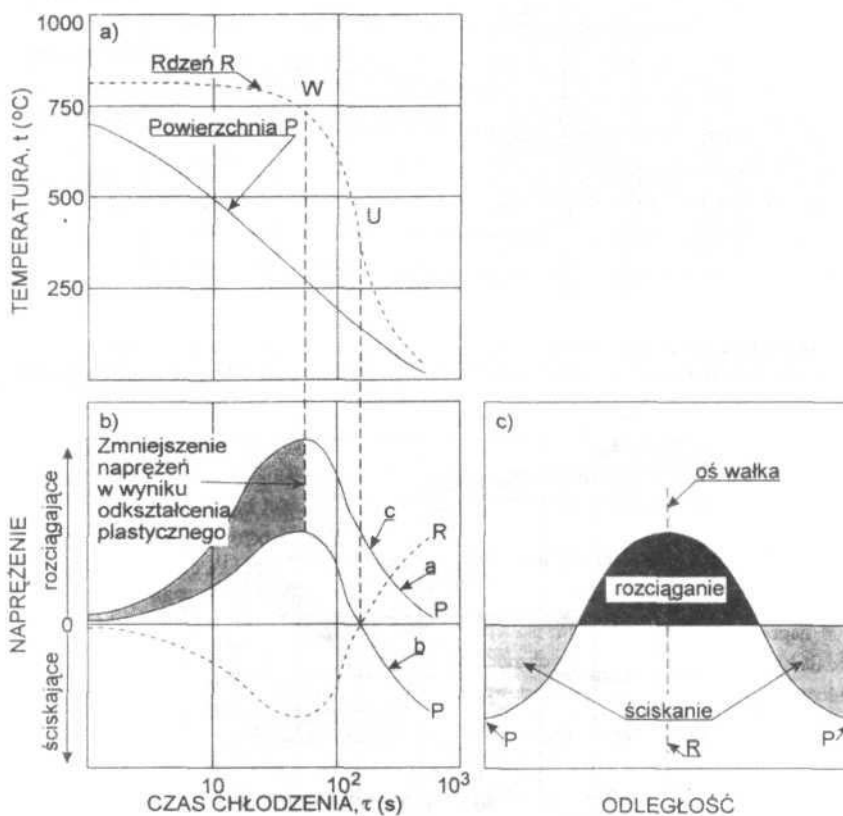 a)
1000
750
500
250
TEMPERATURA, t (ºC)
Rdzeń R
W
Powierzchnia P
U
b)
Zmniejszenie
naprężeń
w wyniku
odkształcenia
plastycznego
c
R
a
P
b
P
NAPRĘŻENIE
rozciągające
0
ściskające
10
10²
10³
CZAS CHŁODZENIA, τ (s)
c)
oś wałka
rozciąganie
ściskanie
P
R
P
ODLEGŁOŚĆ